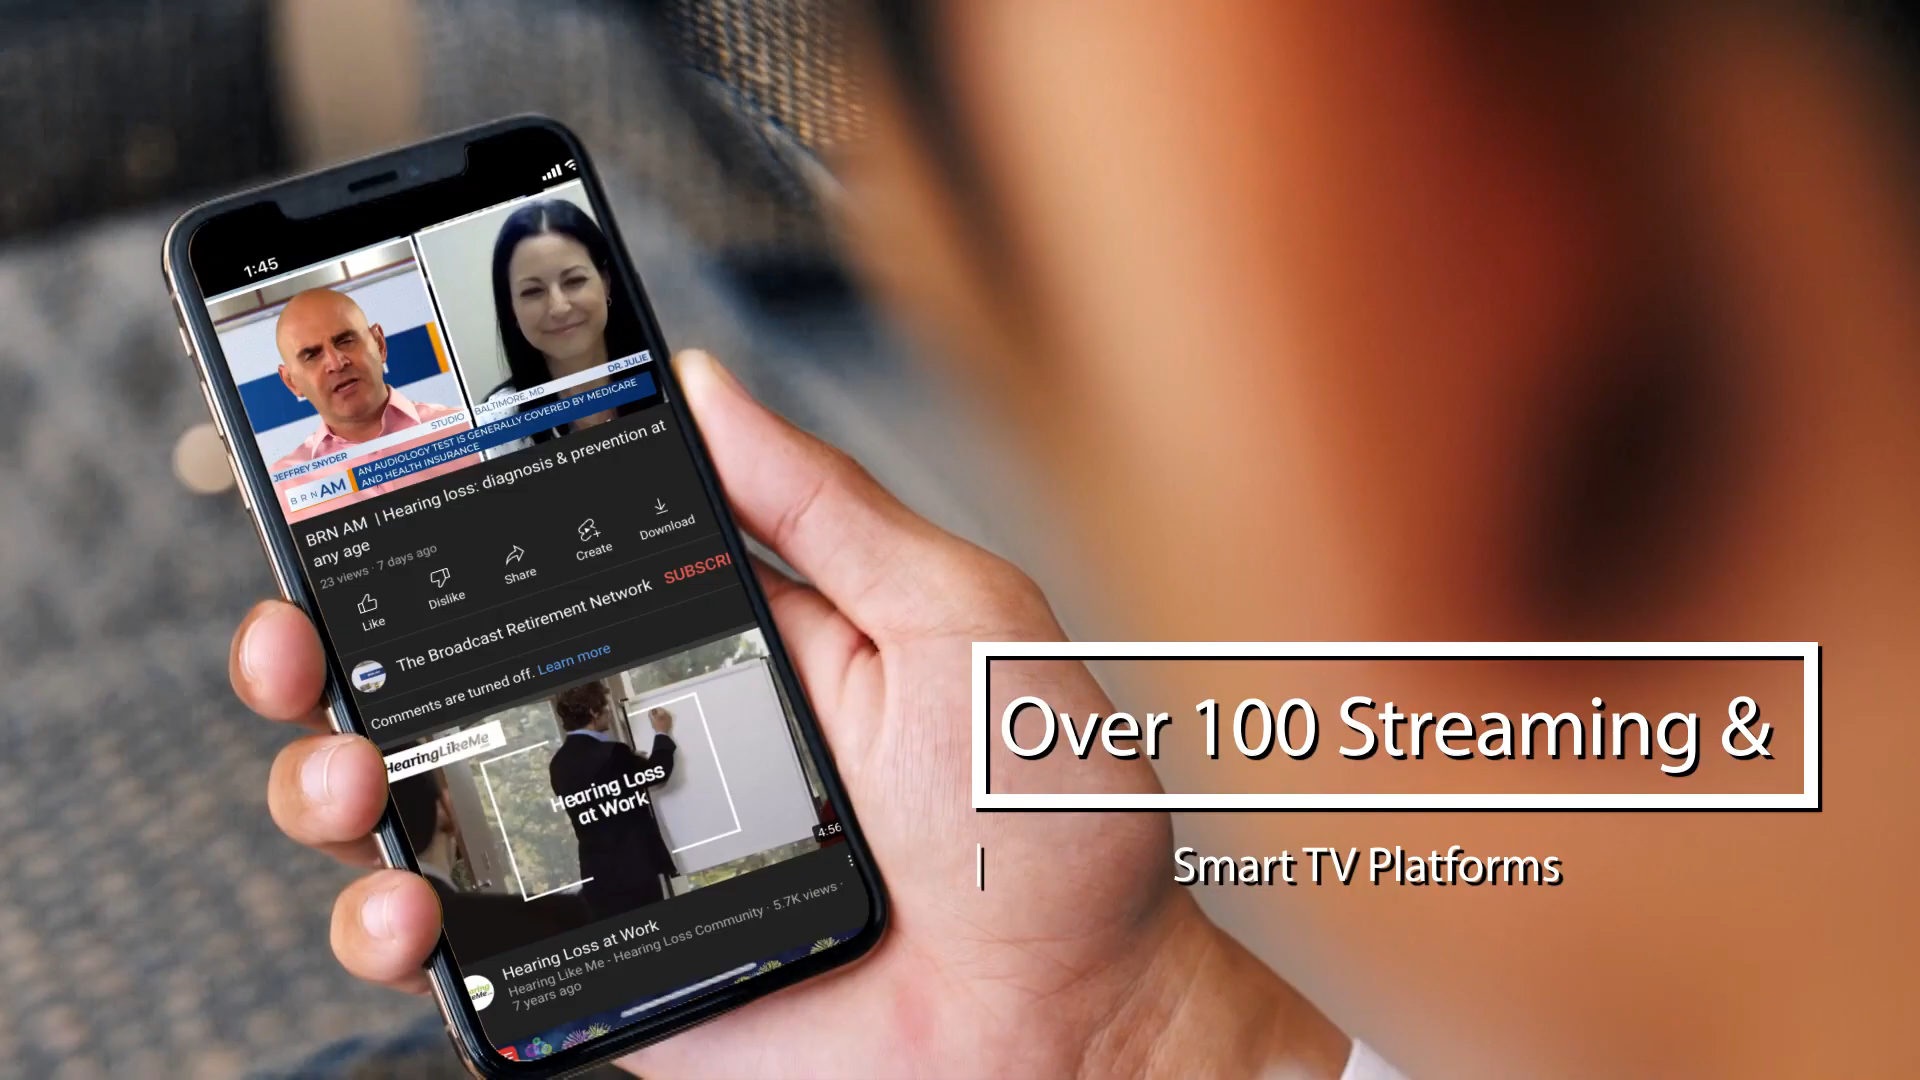 1:45
STUDIO
JEFFREY SNYDER
BALTIMORE, MD
DR. JULIE
BRN AM
AN AUDIOLOGY TEST IS GENERALLY COVERED BY MEDICARE
AND HEALTH INSURANCE
BRN AM | Hearing loss: diagnosis & prevention at
any age
23 views · 7 days ago
Like
Dislike
Share
Create
Download
The Broadcast Retirement Network
SUBSCRI
Comments are turned off. Learn more
HearingLikeMe
Hearing Loss
at Work
4:56
Hearing Loss at Work
Hearing Like Me - Hearing Loss Community · 5.7K views ·
7 years ago
Over 100 Streaming &
| Smart TV Platforms